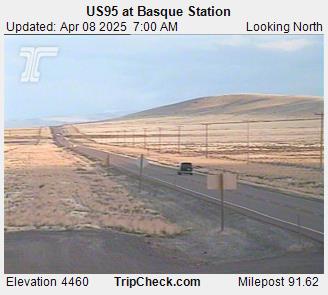 US95 at Basque Station
Updated: Apr 08 2025 7:00 AM Looking North
Elevation 4460 TripCheck.com Milepost 91.62